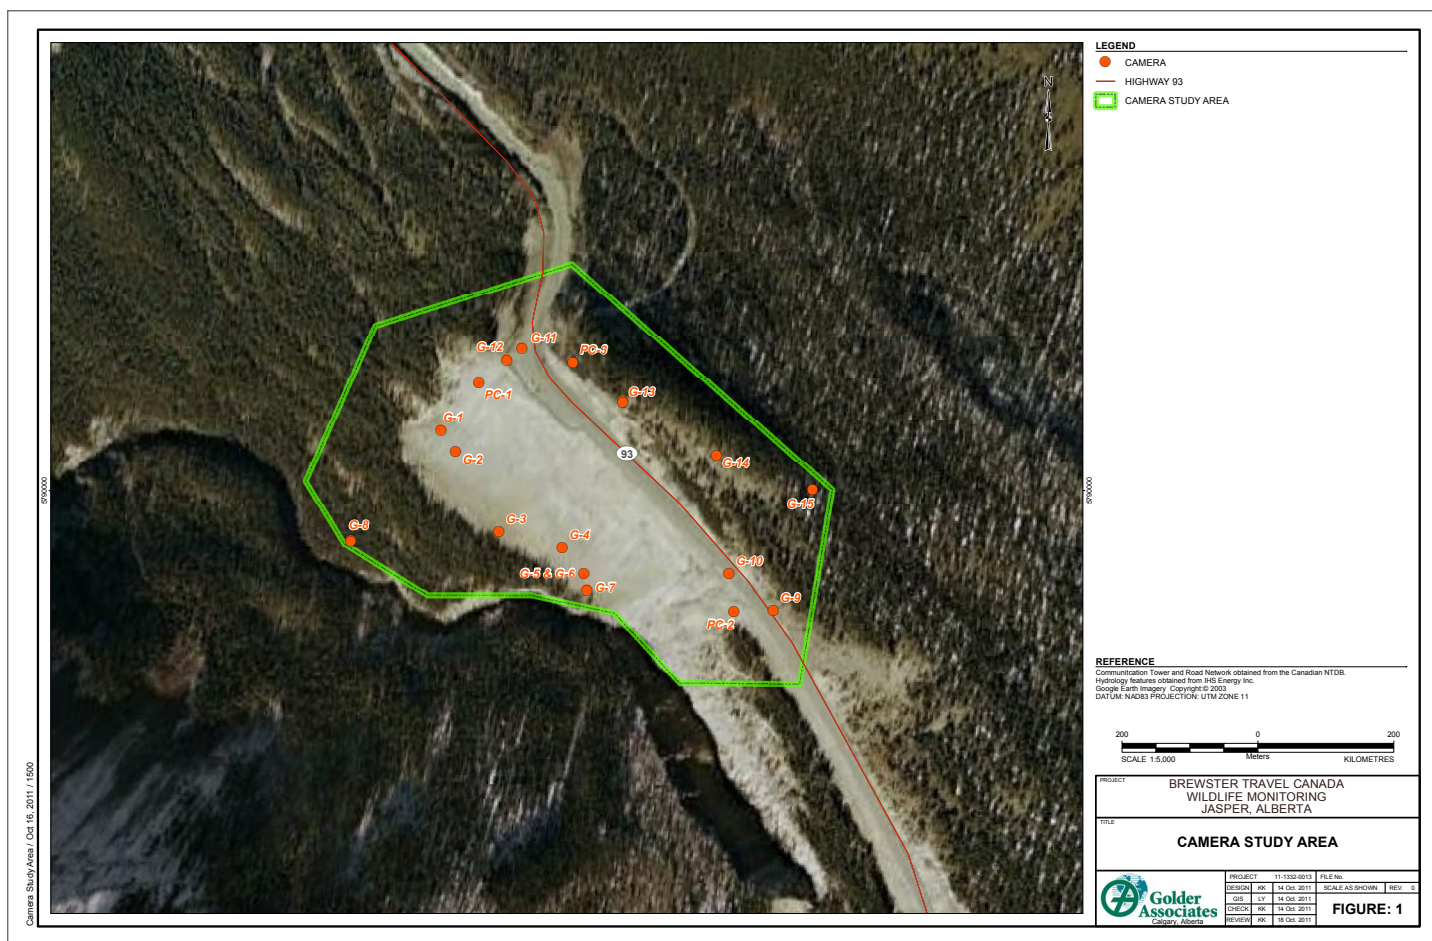 LEGEND
CAMERA
HIGHWAY 93
CAMERA STUDY AREA
N
G-11
G-12
PC-3
PC-1
G-13
G-1
G-2
93
G-14
G-15
G-8
G-3
G-4
G-5 & G-6
G-7
G-10
G-9
PC-2
5790000
5790000
REFERENCE
Communitcation Tower and Road Network obtained from the Canadian NTDB.
Hydrology features obtained from IHS Energy Inc.
Google Earth Imagery Copyright:© 2003
DATUM: NAD83 PROJECTION: UTM ZONE 11
200 0 200
SCALE 1:5,000 Meters KILOMETRES
PROJECT
BREWSTER TRAVEL CANADA
WILDLIFE MONITORING
JASPER, ALBERTA
TITLE
CAMERA STUDY AREA
Golder
Associates
Calgary, Alberta
PROJECT 11-1332-0013 FILE No.
DESIGN KK 14 Oct. 2011 SCALE AS SHOWN REV. 0
GIS LY 14 Oct. 2011
CHECK KK 14 Oct. 2011
REVIEW KK 18 Oct. 2011
FIGURE: 1
Camera Study Area / Oct 16, 2011 / 1500